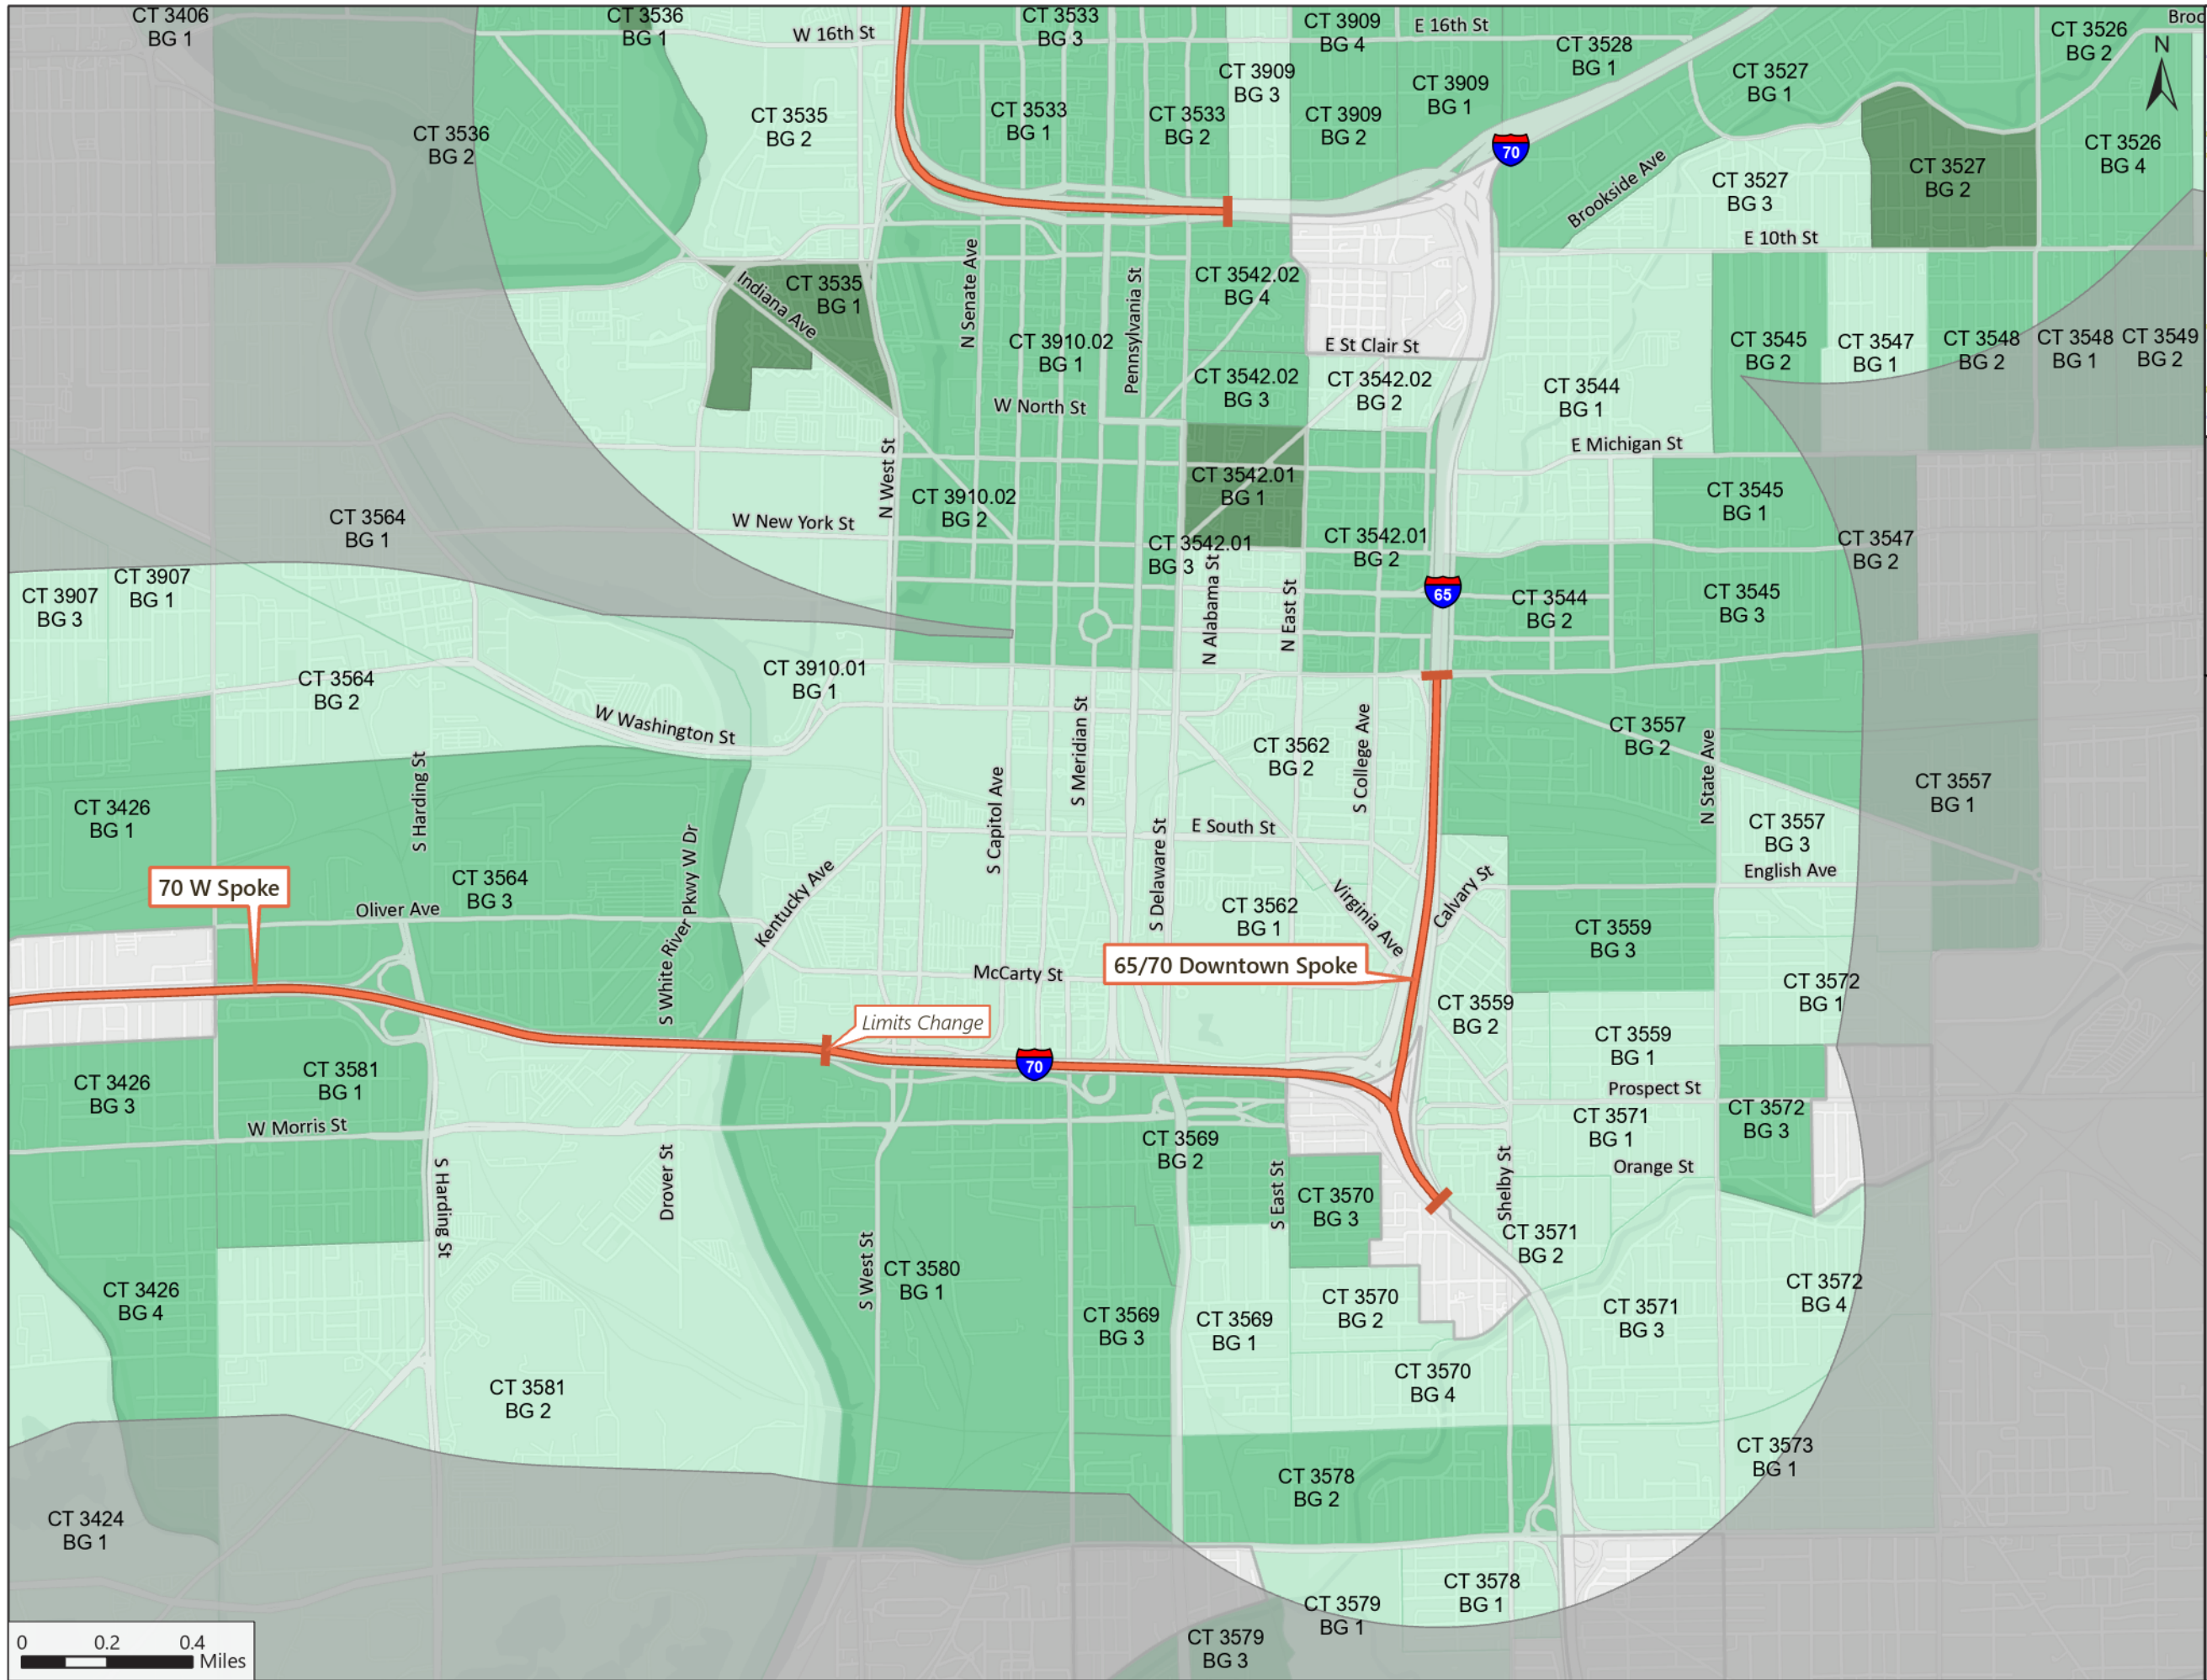 CT 3406
BG 1
CT 3536
BG 1
W 16th St
CT 3533
BG 3
CT 3909
BG 4
E 16th St
CT 3528
BG 1
CT 3526
BG 2
Broo
N
CT 3536
BG 2
CT 3535
BG 2
CT 3533
BG 1
CT 3533
BG 2
CT 3909
BG 3
CT 3909
BG 2
CT 3909
BG 1
70
CT 3527
BG 1
Brookside Ave
CT 3527
BG 3
CT 3527
BG 2
CT 3526
BG 4
E 10th St
Indiana Ave
CT 3535
BG 1
N Senate Ave
Pennsylvania St
CT 3542.02
BG 4
CT 3910.02
BG 1
E St Clair St
CT 3545
BG 2
CT 3547
BG 1
CT 3548
BG 2
CT 3548
BG 1
CT 3549
BG 2
CT 3542.02
BG 3
CT 3542.02
BG 2
CT 3544
BG 1
W North St
E Michigan St
N West St
CT 3542.01
BG 1
CT 3910.02
BG 2
CT 3545
BG 1
CT 3564
BG 1
W New York St
CT 3542.01
BG 3
CT 3542.01
BG 2
CT 3547
BG 2
CT 3907
BG 3
CT 3907
BG 1
N Alabama St
N East St
65
CT 3544
BG 2
CT 3545
BG 3
CT 3564
BG 2
CT 3910.01
BG 1
W Washington St
S Meridian St
CT 3562
BG 2
S College Ave
CT 3557
BG 2
N State Ave
CT 3557
BG 1
CT 3426
BG 1
S Harding St
S Capitol Ave
E South St
CT 3557
BG 3
English Ave
70 W Spoke
CT 3564
BG 3
Oliver Ave
S White River Pkwy W Dr
Kentucky Ave
S Delaware St
CT 3562
BG 1
Virginia Ave
Calvary St
CT 3559
BG 3
McCarty St
65/70 Downtown Spoke
CT 3572
BG 1
Limits Change
CT 3559
BG 2
CT 3559
BG 1
70
CT 3426
BG 3
CT 3581
BG 1
Prospect St
W Morris St
CT 3571
BG 1
CT 3572
BG 3
CT 3569
BG 2
Orange St
S Harding St
Drover St
S East St
CT 3570
BG 3
Shelby St
CT 3571
BG 2
S West St
CT 3580
BG 1
CT 3426
BG 4
CT 3569
BG 3
CT 3569
BG 1
CT 3570
BG 2
CT 3571
BG 3
CT 3572
BG 4
CT 3581
BG 2
CT 3570
BG 4
CT 3573
BG 1
CT 3578
BG 2
CT 3424
BG 1
CT 3578
BG 1
CT 3579
BG 1
CT 3579
BG 3
0 0.2 0.4
Miles